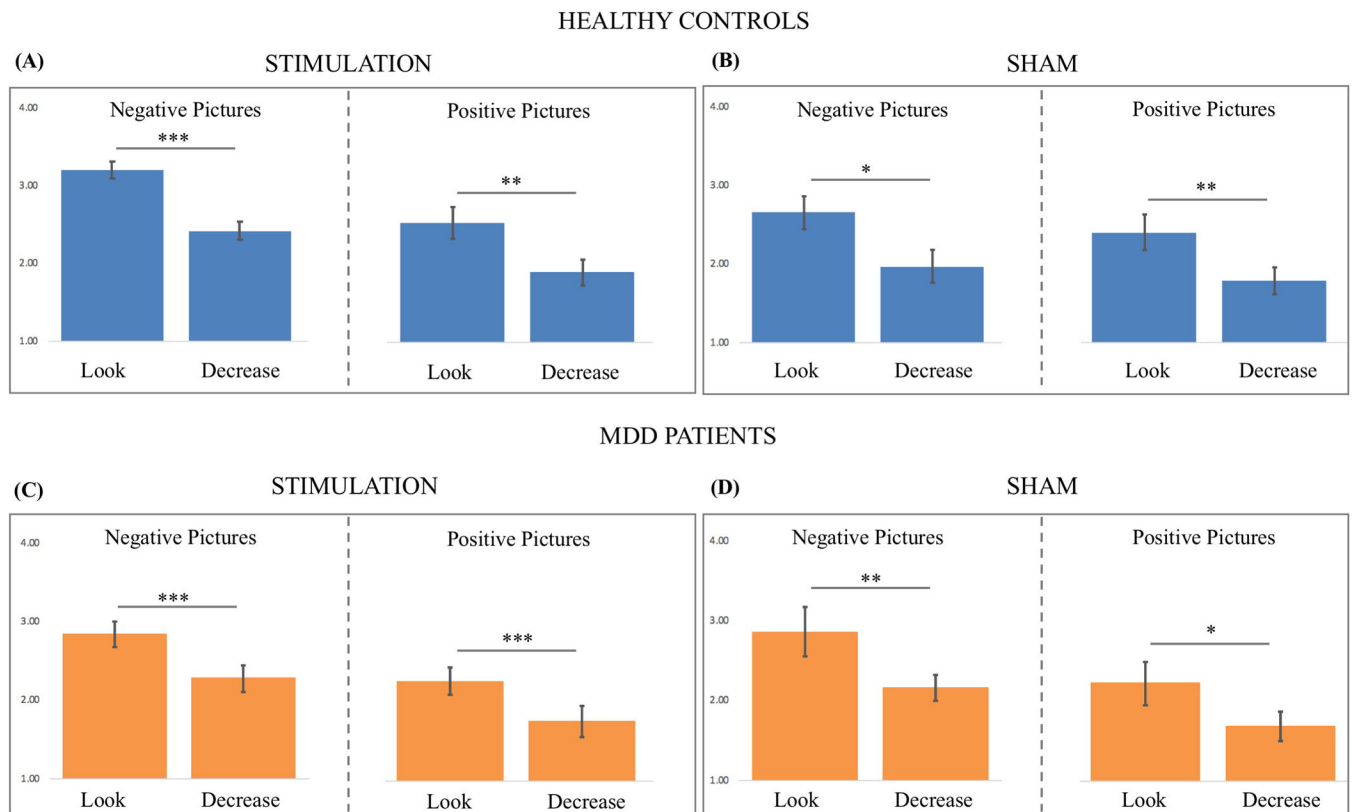 HEALTHY CONTROLS
(A) STIMULATION
4.00
Negative Pictures
Positive Pictures
***
**
3.00
2.00
1.00
Look
Decrease
Look
Decrease
(B) SHAM
4.00
Negative Pictures
Positive Pictures
*
**
3.00
2.00
1.00
Look
Decrease
Look
Decrease
MDD PATIENTS
(C) STIMULATION
4.00
Negative Pictures
Positive Pictures
***
***
3.00
2.00
1.00
Look
Decrease
Look
Decrease
(D) SHAM
4.00
Negative Pictures
Positive Pictures
**
*
3.00
2.00
1.00
Look
Decrease
Look
Decrease